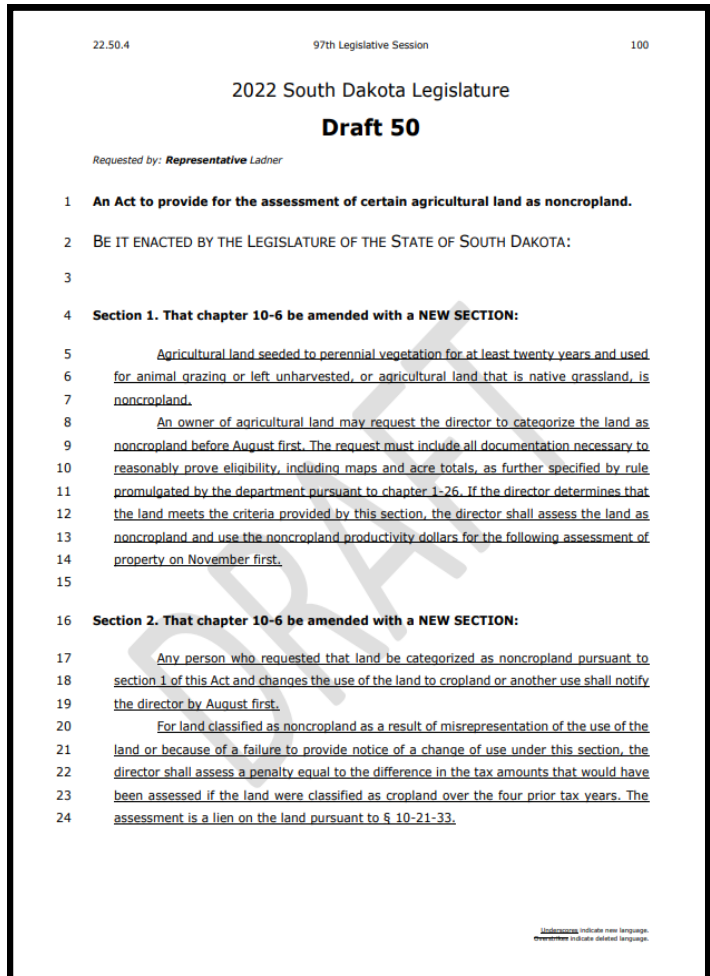 22.50.4 97th Legislative Session 100
2022 South Dakota Legislature
Draft 50
Requested by: Representative Ladner
1 An Act to provide for the assessment of certain agricultural land as noncropland.
2 BE IT ENACTED BY THE LEGISLATURE OF THE STATE OF SOUTH DAKOTA:
3
4 Section 1. That chapter 10-6 be amended with a NEW SECTION:
5 Agricultural land seeded to perennial vegetation for at least twenty years and used
6 for animal grazing or left unharvested, or agricultural land that is native grassland, is
7 noncropland.
8 An owner of agricultural land may request the director to categorize the land as
9 noncropland before August first. The request must include all documentation necessary to
10 reasonably prove eligibility, including maps and acre totals, as further specified by rule
11 promulgated by the department pursuant to chapter 1-26. If the director determines that
12 the land meets the criteria provided by this section, the director shall assess the land as
13 noncropland and use the noncropland productivity dollars for the following assessment of
14 property on November first.
15
16 Section 2. That chapter 10-6 be amended with a NEW SECTION:
17 Any person who requested that land be categorized as noncropland pursuant to
18 section 1 of this Act and changes the use of the land to cropland or another use shall notify
19 the director by August first.
20 For land classified as noncropland as a result of misrepresentation of the use of the
21 land or because of a failure to provide notice of a change of use under this section, the
22 director shall assess a penalty equal to the difference in the tax amounts that would have
23 been assessed if the land were classified as cropland over the four prior tax years. The
24 assessment is a lien on the land pursuant to § 10-21-33.
DRAFT
Underscores indicate new language.
Overstrikes indicate deleted language.